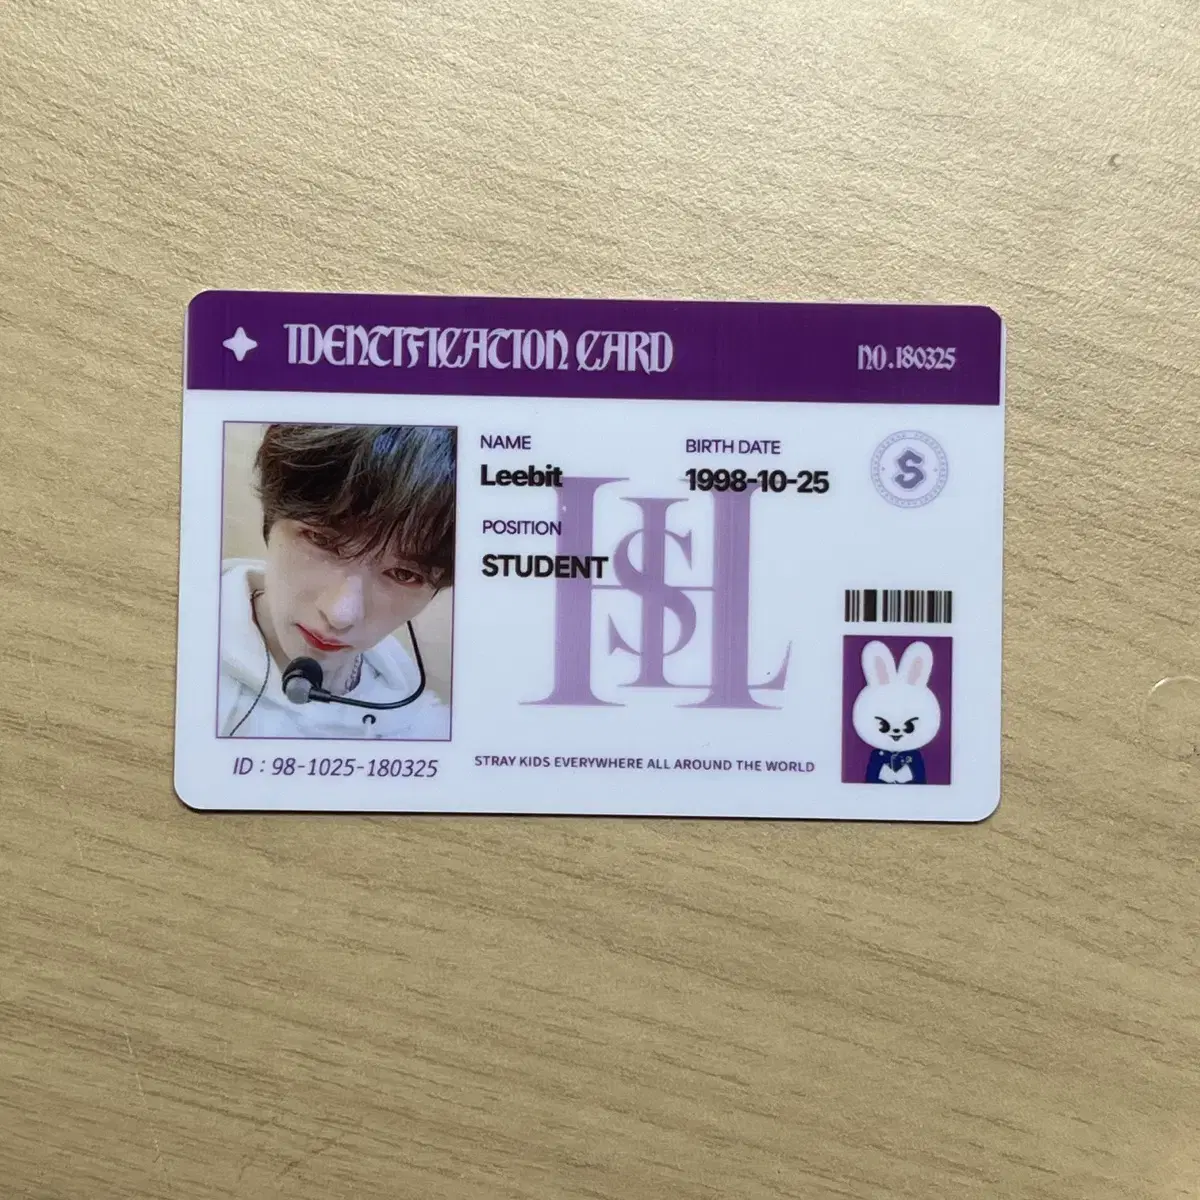 IDENTIFICATION CARD
NO.180325
NAME
Leebit
BIRTH DATE
1998-10-25
S
POSITION
STUDENT
HSL
ID : 98-1025-180325
STRAY KIDS EVERYWHERE ALL AROUND THE WORLD